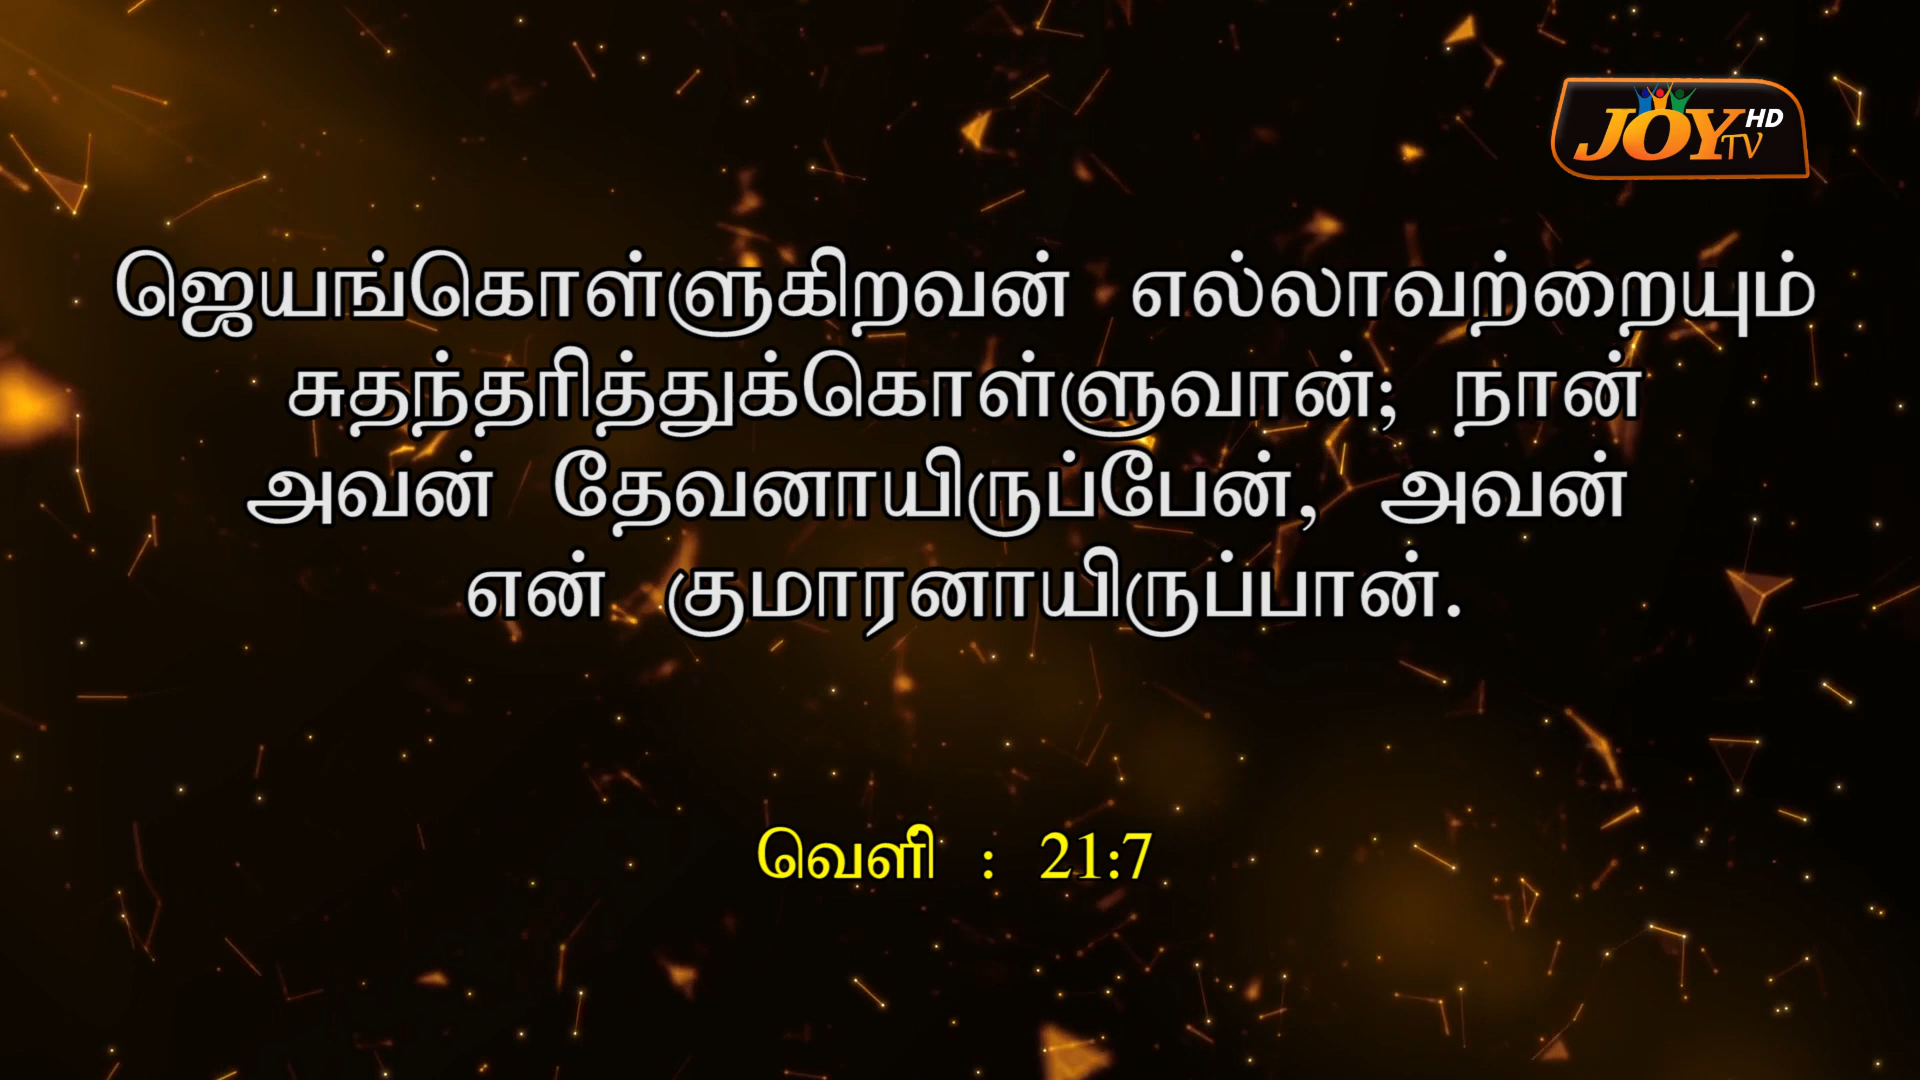 JOY TV HD
ஜெயங்கொள்ளுகிறவன் எல்லாவற்றையும்
சுதந்தரித்துக்கொள்ளுவான்; நான்
அவன் தேவனாயிருப்பேன், அவன்
என் குமாரனாயிருப்பான்.
வெளி : 21:7